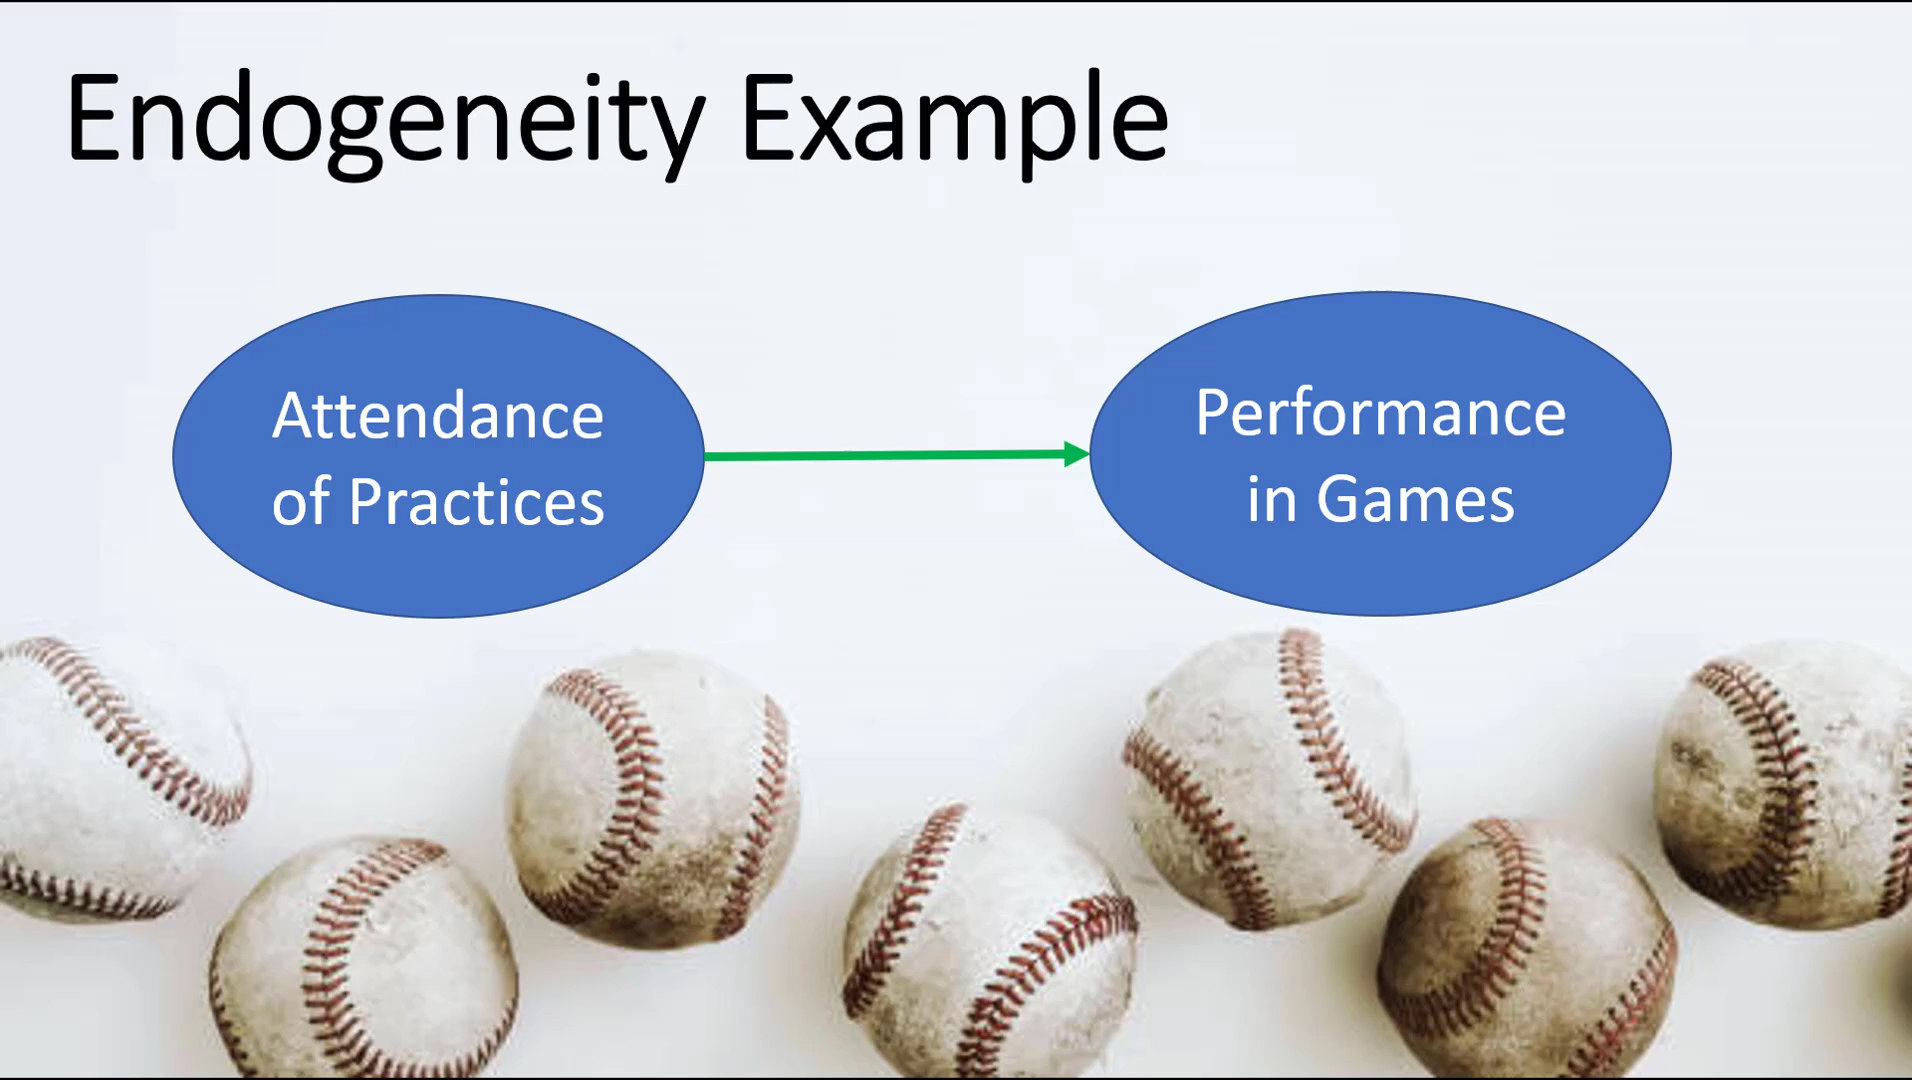 Endogeneity Example
Attendance
of Practices
Performance
in Games